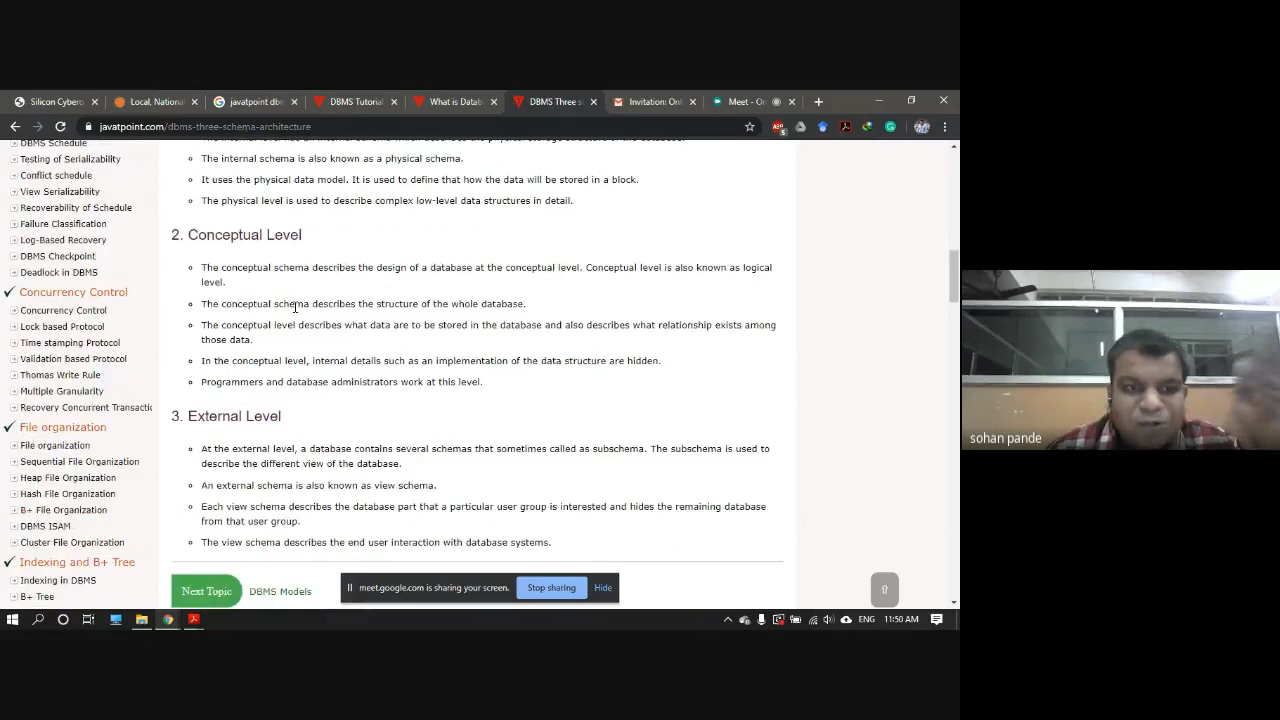 Silicon Cyberc
Local, National
javatpoint dbm
DBMS Tutorial
What is Datab
DBMS Three s
Invitation: Onl
Meet - On
javatpoint.com/dbms-three-schema-architecture
DBMS Schedule
Testing of Serializability
Conflict schedule
View Serializability
Recoverability of Schedule
Failure Classification
Log-Based Recovery
DBMS Checkpoint
Deadlock in DBMS
Concurrency Control
Concurrency Control
Lock based Protocol
Time stamping Protocol
Validation based Protocol
Thomas Write Rule
Multiple Granularity
Recovery Concurrent Transactic
File organization
File organization
Sequential File Organization
Heap File Organization
Hash File Organization
B+ File Organization
DBMS ISAM
Cluster File Organization
Indexing and B+ Tree
Indexing in DBMS
B+ Tree
The internal schema is also known as a physical schema.
It uses the physical data model. It is used to define that how the data will be stored in a block.
The physical level is used to describe complex low-level data structures in detail.
2. Conceptual Level
The conceptual schema describes the design of a database at the conceptual level. Conceptual level is also known as logical
level.
The conceptual schema describes the structure of the whole database.
The conceptual level describes what data are to be stored in the database and also describes what relationship exists among
those data.
In the conceptual level, internal details such as an implementation of the data structure are hidden.
Programmers and database administrators work at this level.
3. External Level
At the external level, a database contains several schemas that sometimes called as subschema. The subschema is used to
describe the different view of the database.
An external schema is also known as view schema.
Each view schema describes the database part that a particular user group is interested and hides the remaining database
from that user group.
The view schema describes the end user interaction with database systems.
Next Topic
DBMS Models
meet.google.com is sharing your screen.
Stop sharing
Hide
ENG
11:50 AM
sohan pande